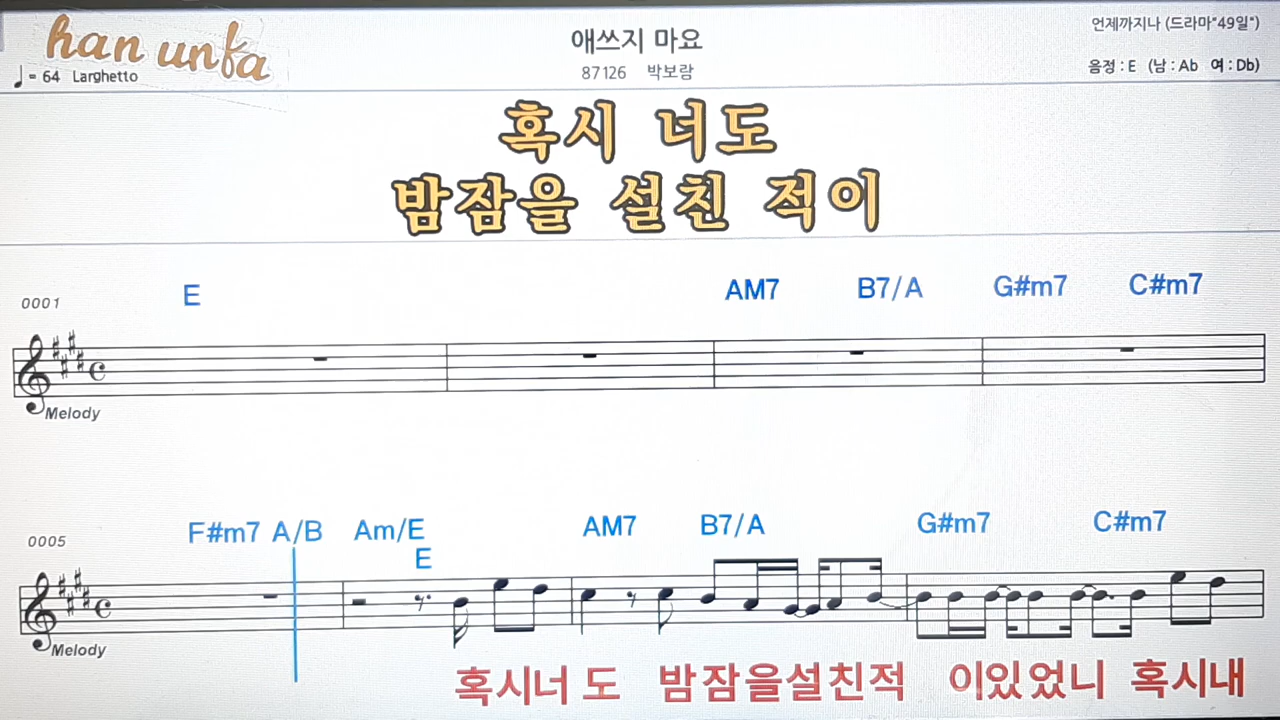 han unfa
♩= 64 Larghetto
애쓰지 마요
87126 박보람
언제까지나 (드라마"49일")
음정 : E (남 : Ab 여 : Db)
혹시 너도
밤잠을 설친 적이
0001 E AM7 B7/A G#m7 C#m7
Melody
0005 F#m7 A/B Am/E E AM7 B7/A G#m7 C#m7
Melody
혹시너 도 밤잠을설친적 이있었니 혹시내